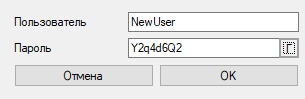 Пользователь NewUser
Пароль Y2q4d6Q2
Отмена OK